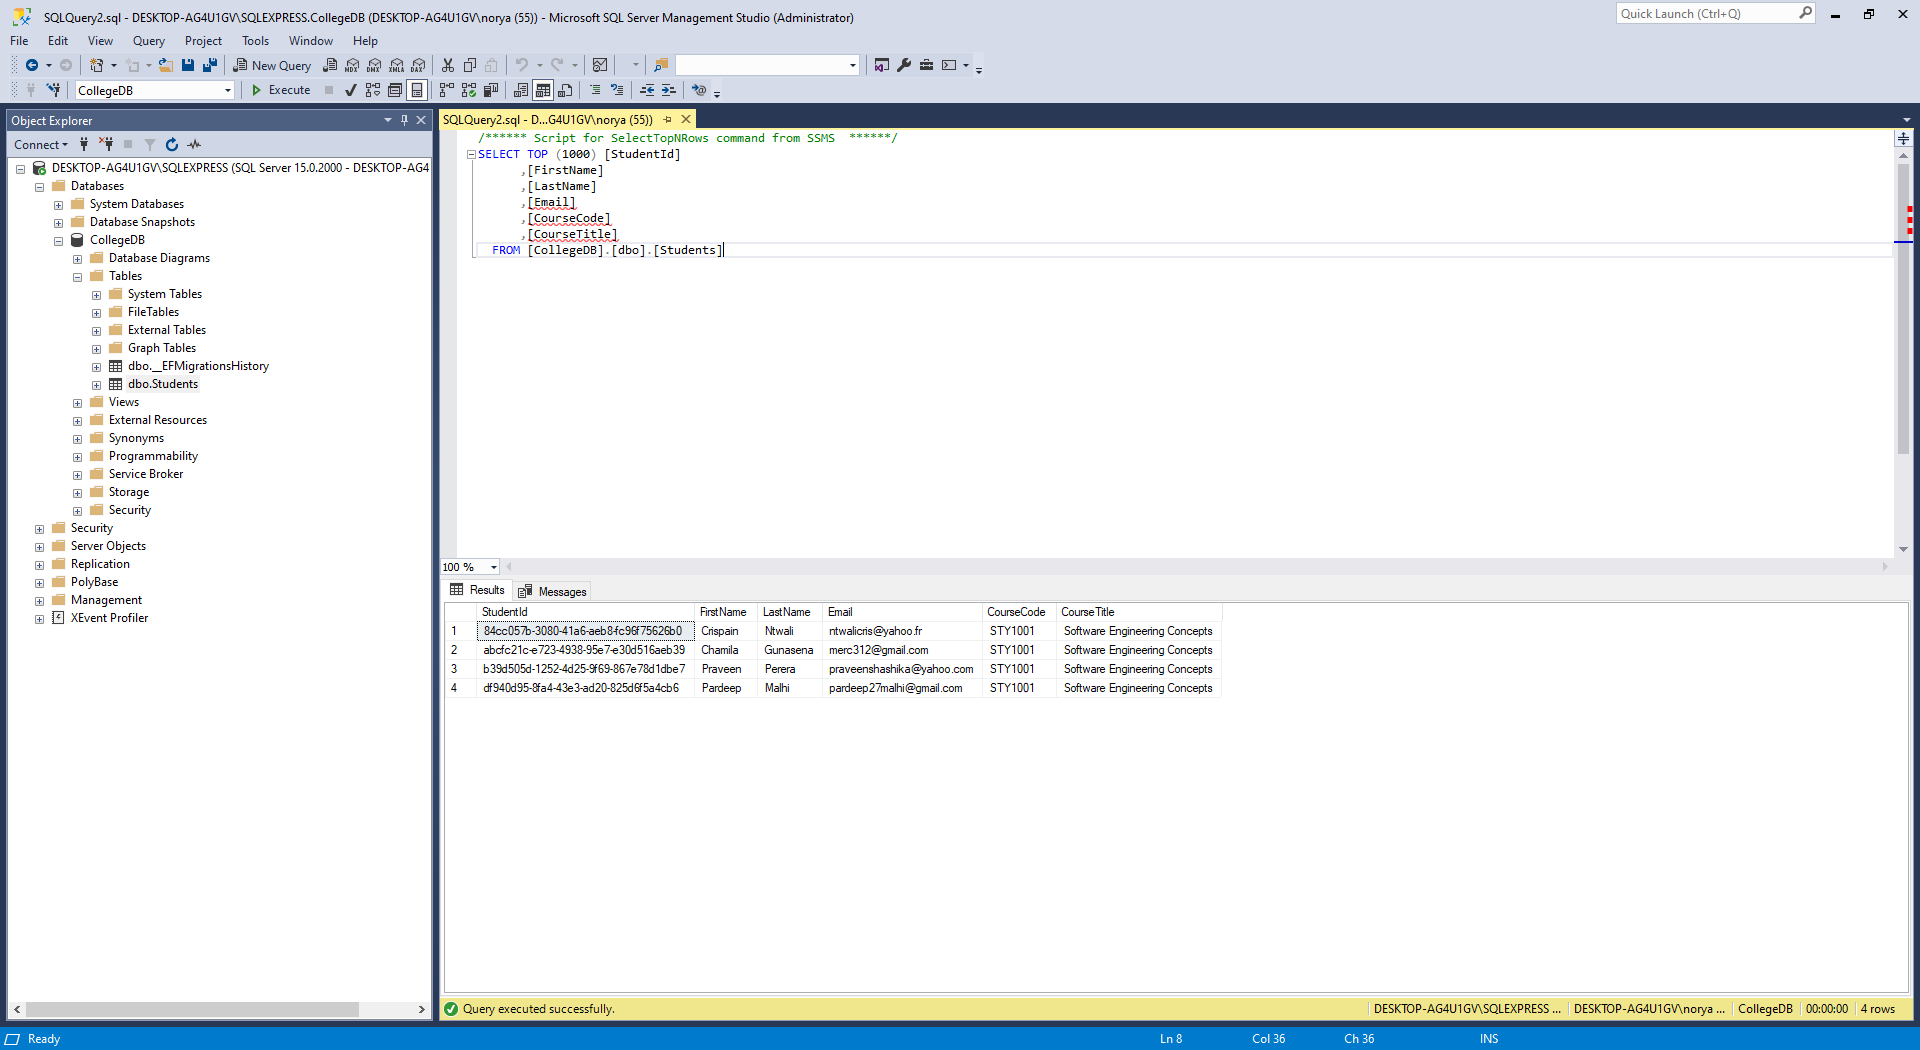 SQLQuery2.sql - DESKTOP-AG4U1GV\SQLEXPRESS.CollegeDB (DESKTOP-AG4U1GV\norya (55)) - Microsoft SQL Server Management Studio (Administrator)
Quick Launch (Ctrl+Q)
File Edit View Query Project Tools Window Help
New Query MDX DMX XMLA DAX
CollegeDB Execute
Object Explorer
Connect
DESKTOP-AG4U1GV\SQLEXPRESS (SQL Server 15.0.2000 - DESKTOP-AG4
Databases
System Databases
Database Snapshots
CollegeDB
Database Diagrams
Tables
System Tables
FileTables
External Tables
Graph Tables
dbo.__EFMigrationsHistory
dbo.Students
Views
External Resources
Synonyms
Programmability
Service Broker
Storage
Security
Security
Server Objects
Replication
PolyBase
Management
XEvent Profiler
SQLQuery2.sql - D...G4U1GV\norya (55))
/****** Script for SelectTopNRows command from SSMS  ******/
SELECT TOP (1000) [StudentId]
,[FirstName]
,[LastName]
,[Email]
,[CourseCode]
,[CourseTitle]
FROM [CollegeDB].[dbo].[Students]
100 %
Results Messages
StudentId FirstName LastName Email CourseCode CourseTitle
1 84cc057b-3080-41a6-aeb8-fc96f75626b0 Crispain Ntwali ntwalicris@yahoo.fr STY1001 Software Engineering Concepts
2 abcfc21c-e723-4938-95e7-e30d516aeb39 Chamila Gunasena merc312@gmail.com STY1001 Software Engineering Concepts
3 b39d505d-1252-4d25-9f69-867e78d1dbe7 Praveen Perera praveenshashika@yahoo.com STY1001 Software Engineering Concepts
4 df940d95-8fa4-43e3-ad20-825d6f5a4cb6 Pardeep Malhi pardeep27malhi@gmail.com STY1001 Software Engineering Concepts
Query executed successfully.
DESKTOP-AG4U1GV\SQLEXPRESS ... DESKTOP-AG4U1GV\norya ... CollegeDB 00:00:00 4 rows
Ready Ln 8 Col 36 Ch 36 INS